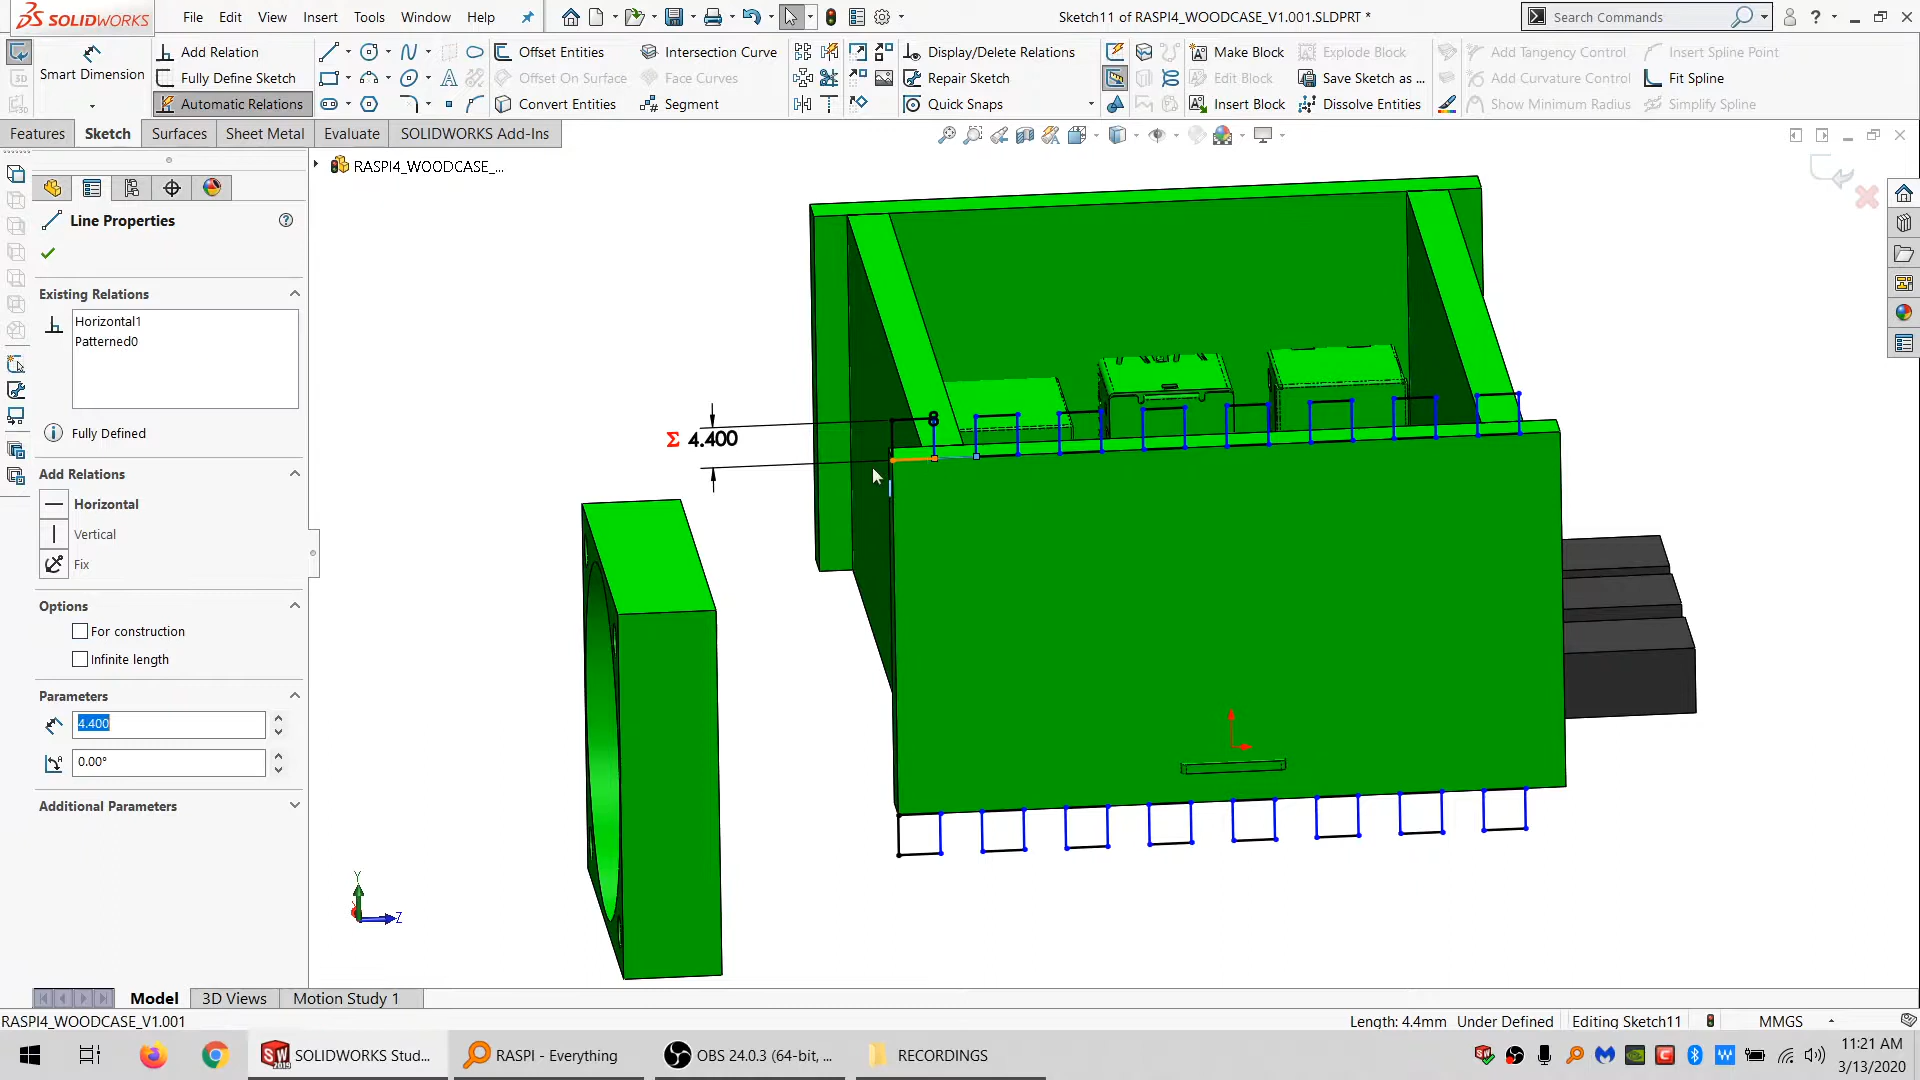 SOLIDWORKS
File Edit View Insert Tools Window Help
Sketch11 of RASPI4_WOODCASE_V1.001.SLDPRT *
Search Commands
Smart Dimension
Add Relation
Fully Define Sketch
Automatic Relations
Offset Entities
Offset On Surface
Convert Entities
Intersection Curve
Face Curves
Segment
Display/Delete Relations
Repair Sketch
Quick Snaps
Make Block
Edit Block
Insert Block
Explode Block
Save Sketch as ...
Dissolve Entities
Add Tangency Control
Add Curvature Control
Show Minimum Radius
Insert Spline Point
Fit Spline
Simplify Spline
Features Sketch Surfaces Sheet Metal Evaluate SOLIDWORKS Add-Ins
RASPI4_WOODCASE_...
Line Properties
Existing Relations
Horizontal1
Patterned0
Fully Defined
Add Relations
Horizontal
Vertical
Fix
Options
For construction
Infinite length
Parameters
4.400
0.00°
Additional Parameters
Σ 4.400
8
Y
Z
Model 3D Views Motion Study 1
RASPI4_WOODCASE_V1.001
Length: 4.4mm Under Defined Editing Sketch11 MMGS
SOLIDWORKS Stud...
RASPI - Everything
OBS 24.0.3 (64-bit, ...
RECORDINGS
11:21 AM
3/13/2020